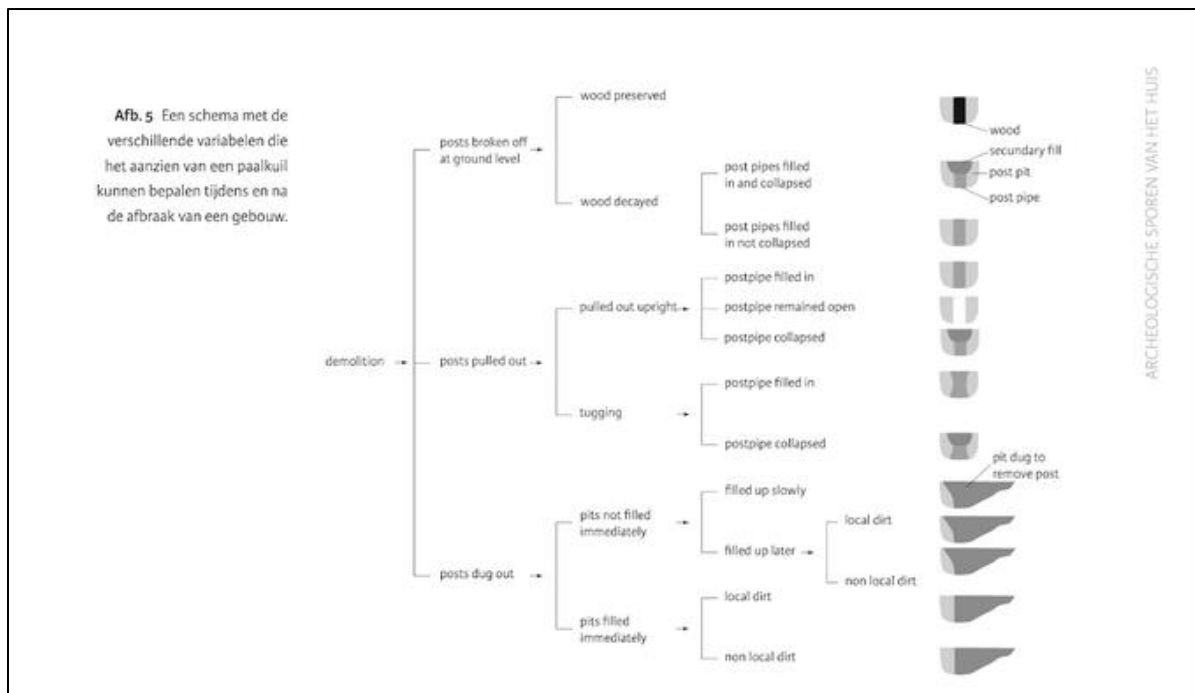 Afb. 5 Een schema met de
verschillende variabelen die
het aanzien van een paalkuil
kunnen bepalen tijdens en na
de afbraak van een gebouw.
demolition
posts broken off
at ground level
wood preserved
wood decayed
post pipes filled
in and collapsed
post pipes filled
in not collapsed
posts pulled out
pulled out upright
postpipe filled in
postpipe remained open
postpipe collapsed
tugging
postpipe filled in
postpipe collapsed
posts dug out
pits not filled
immediately
filled up slowly
filled up later
local dirt
non local dirt
pits filled
immediately
local dirt
non local dirt
wood
secundary fill
post pit
post pipe
pit dug to
remove post
ARCHEOLOGISCHE SPOREN VAN HET HUIS